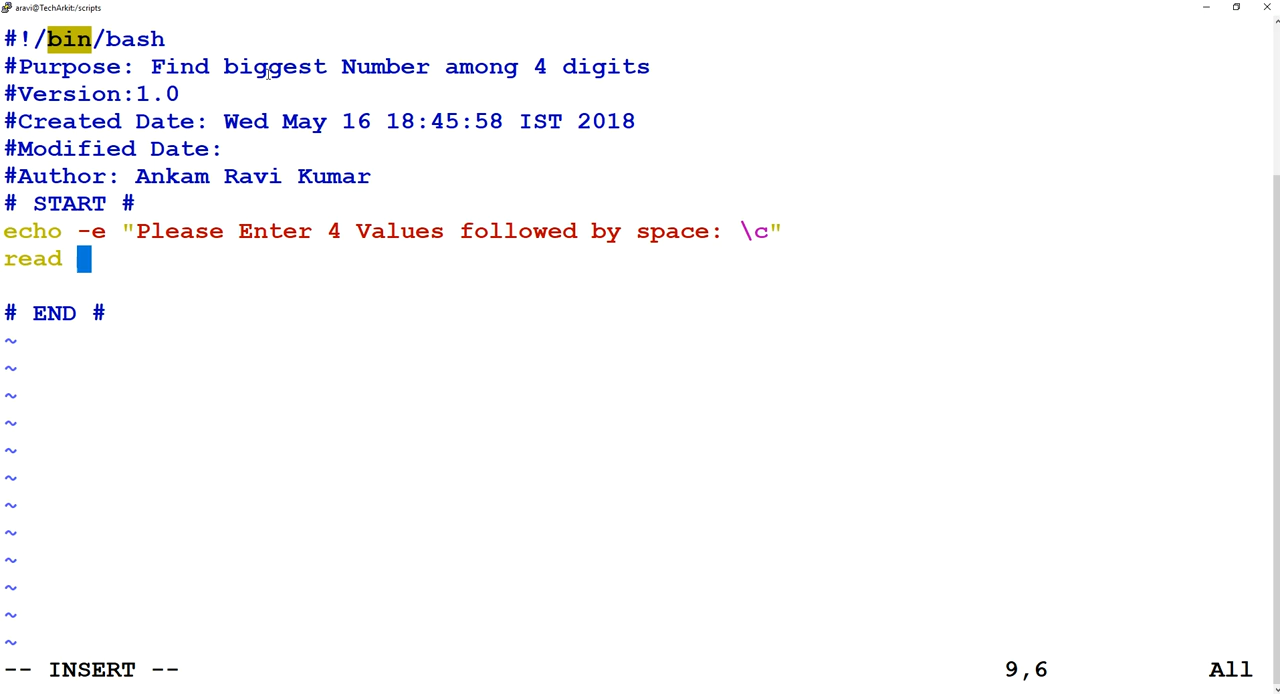 aravi@TechArkit:/scripts
#!/bin/bash
#Purpose: Find biggest Number among 4 digits
#Version:1.0
#Created Date: Wed May 16 18:45:58 IST 2018
#Modified Date:
#Author: Ankam Ravi Kumar
# START #
echo -e "Please Enter 4 Values followed by space: \c"
read
# END #
~
~
~
~
~
~
~
~
~
~
~
~
-- INSERT -- 9,6 All